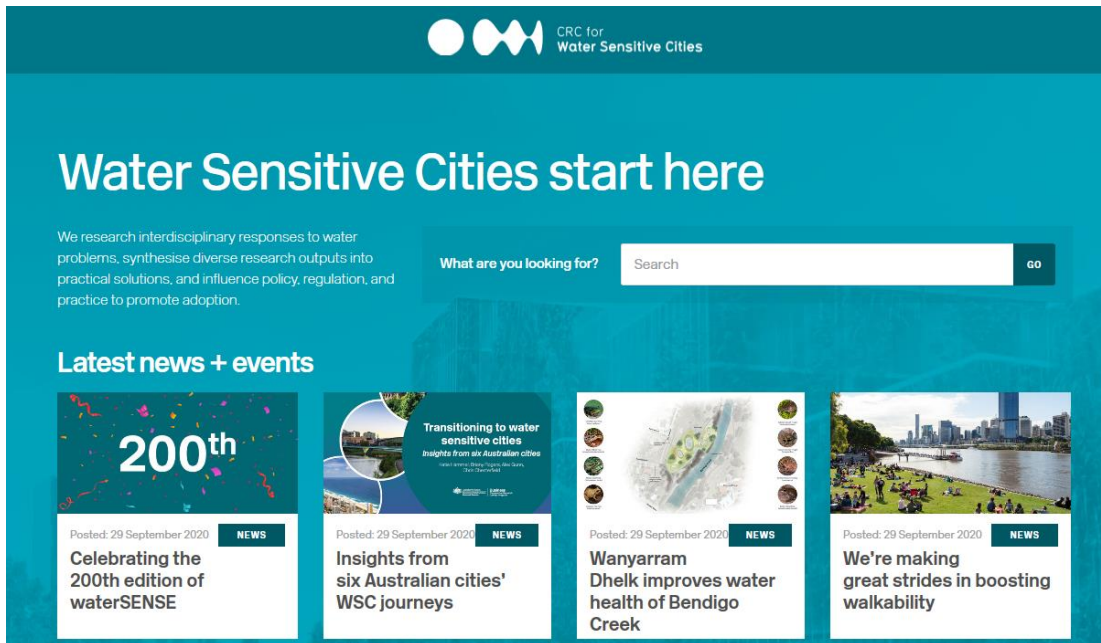 CRC for
Water Sensitive Cities
Water Sensitive Cities start here
We research interdisciplinary responses to water
problems, synthesise diverse research outputs into
practical solutions, and influence policy, regulation, and
practice to promote adoption.
What are you looking for?
Search
GO
Latest news + events
200th
Posted: 29 September 2020
NEWS
Celebrating the
200th edition of
waterSENSE
Transitioning to water
sensitive cities
Insights from six Australian cities
Posted: 29 September 2020
NEWS
Insights from
six Australian cities'
WSC journeys
Posted: 29 September 2020
NEWS
Wanyarram
Dhelk improves water
health of Bendigo
Creek
Posted: 29 September 2020
NEWS
We're making
great strides in boosting
walkability